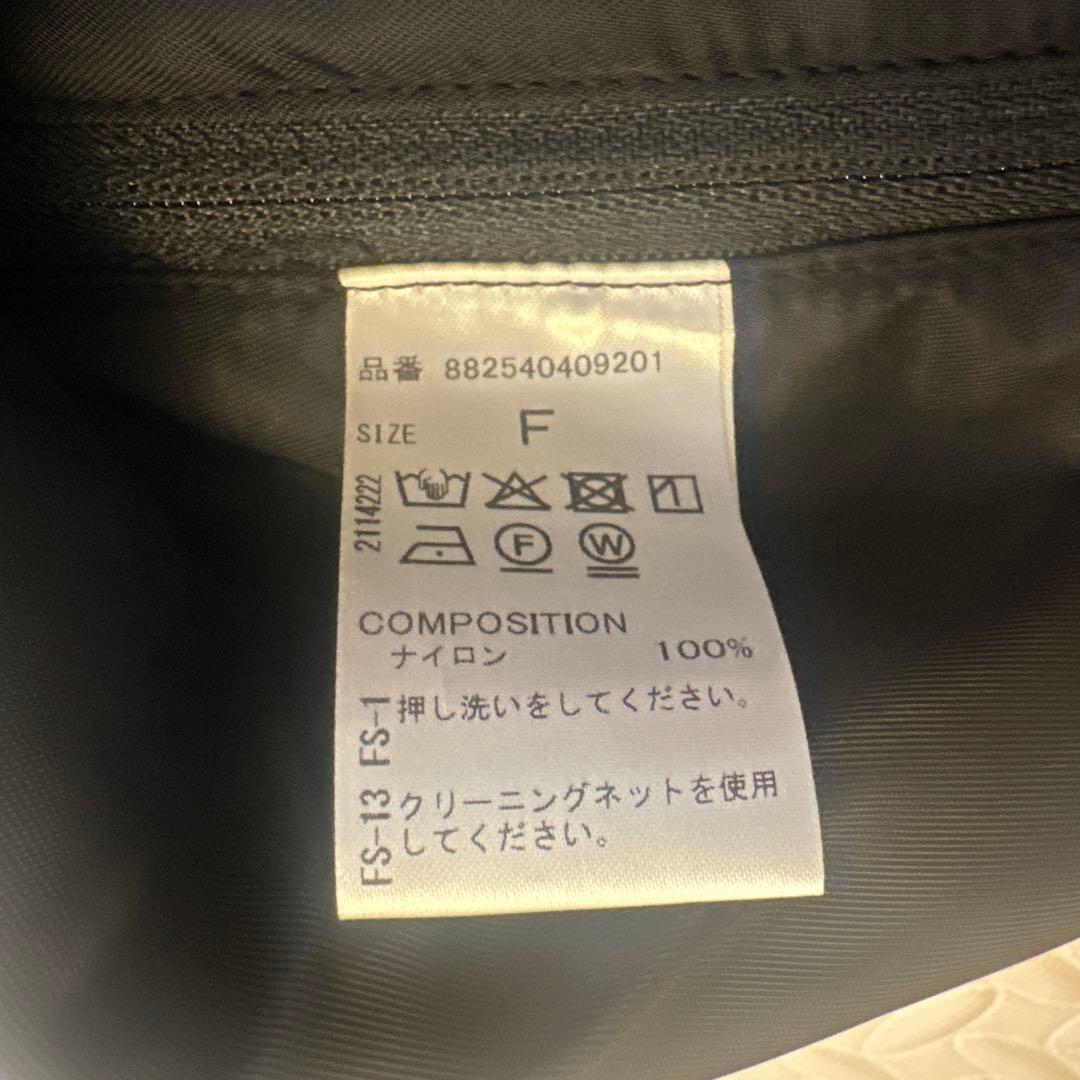 品番 882540409201
SIZE F
2114222
F W
COMPOSITION
ナイロン 100%
FS-1 押し洗いをしてください。
FS-13 クリーニングネットを使用
してください。